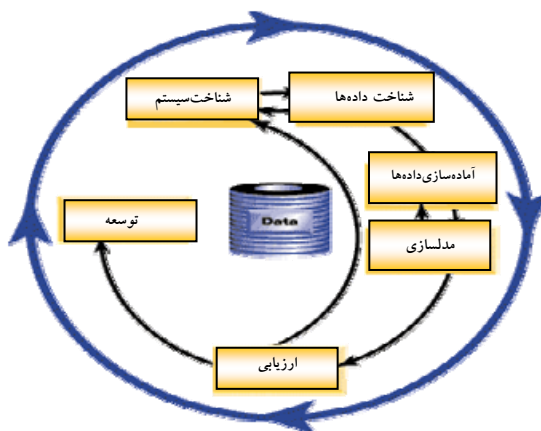 شناخت‌سیستم
شناخت داده‌ها
آماده‌سازی‌داده‌ها
مدلسازی
ارزیابی
توسعه
Data